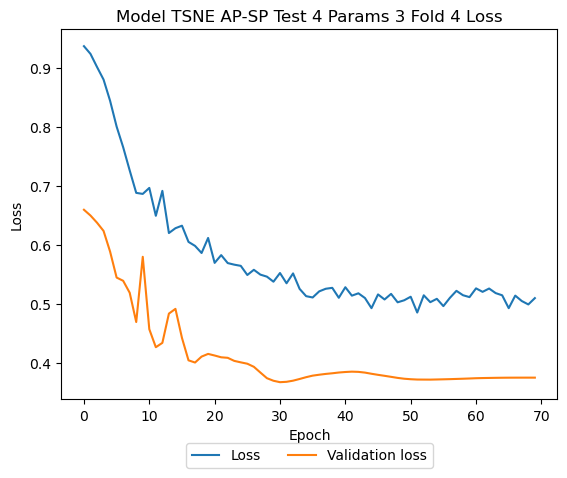 Model TSNE AP-SP Test 4 Params 3 Fold 4 Loss
0.9
0.8
0.7
0.6
0.5
0.4
Loss
0 10 20 30 40 50 60 70
Epoch
Loss Validation loss